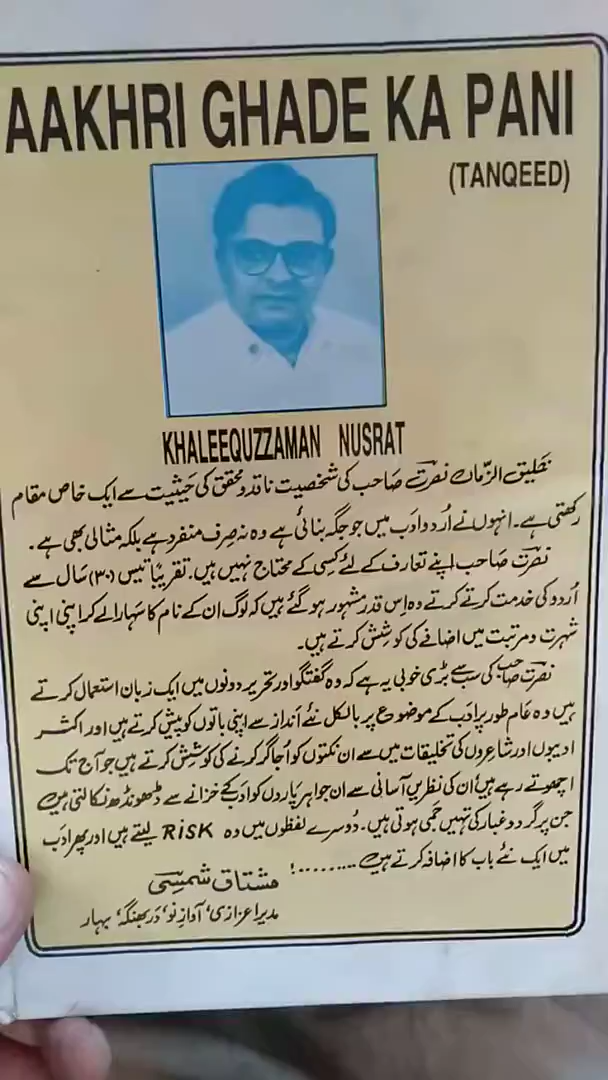 AAKHRI GHADE KA PANI
(TANQEED)
KHALEEQUZZAMAN NUSRAT
خلیق الزماں نصرت صاحب کی شخصیت ناقد و محقق کی حیثیت سے ایک خاص مقام
رکھتی ہے۔ انہوں نے اُردو ادب میں جو جگہ بنائی ہے وہ نہ صرف منفرد ہے بلکہ مثالی بھی ہے۔
نصرت صاحب اپنے تعارف کے لئے کسی کے محتاج نہیں ہیں۔ تقریباً تیس (۳۰) سال سے
اُردو کی خدمت کرتے کرتے وہ اِس قدر مشہور ہو گئے ہیں کہ لوگ ان کے نام کا سہارا لے کر اپنی اپنی
شہرت و مرتبت میں اضافے کی کوشش کرتے ہیں۔
نصرت صاحب کی سب سے بڑی خوبی یہ ہے کہ وہ گفتگو اور تحریر دونوں میں ایک زبان استعمال کرتے
ہیں وہ عام طور پر ادب کے موضوع پر بالکل نئے انداز سے اپنی باتوں کو پیش کرتے ہیں اور اکثر
ادیبوں اور شاعروں کی تخلیقات میں سے ان نکتوں کو اُجاگر کرنے کی کوشش کرتے ہیں جو آج تک
اچھوتے رہے ہیں اُن کی نظریں آسانی سے ان جواہر پاروں کو ادب کے خزانے سے ڈھونڈھ نکالتی ہیں
جن پر گرد و غبار کی تہیں جمی ہوتی ہیں۔ دُوسرے لفظوں میں وہ RiSK لیتے ہیں اور پھر ادب
میں ایک نئے باب کا اضافہ کرتے ہیں.........!
مشتاق شمسی
مدیر اعزازی، آوازِ نو، دربھنگہ، بہار